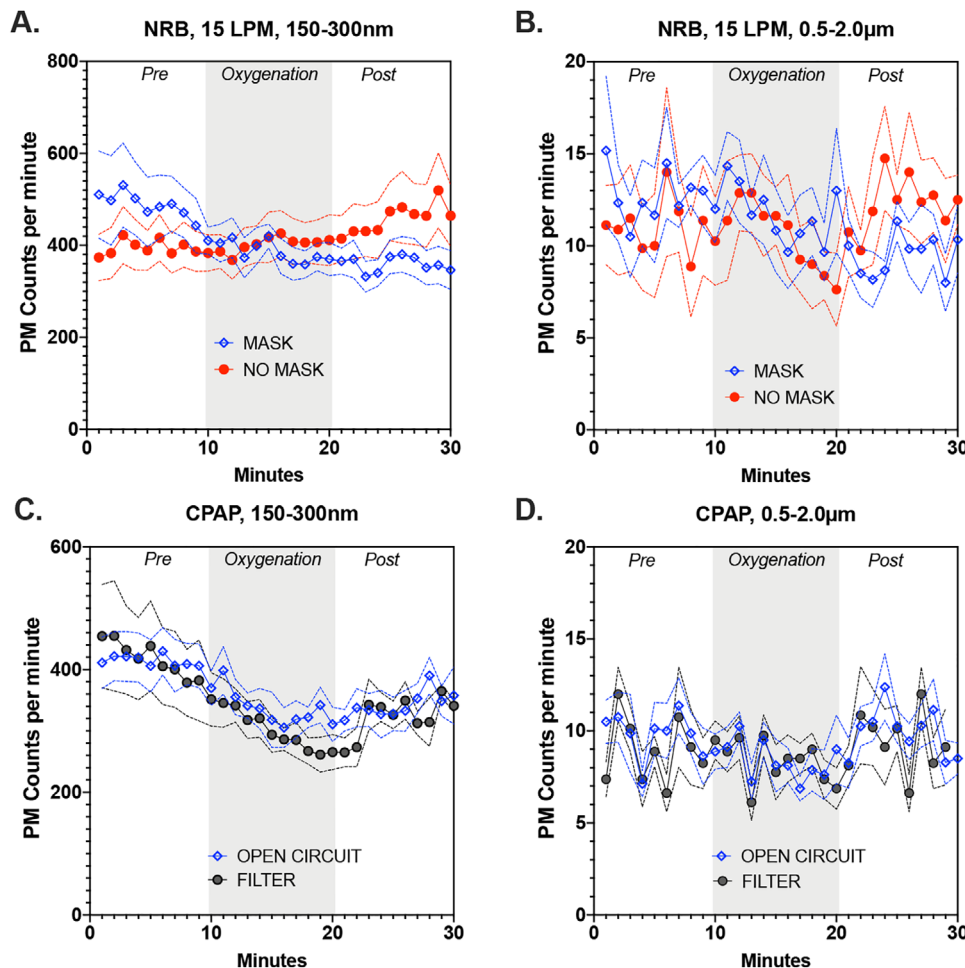 A.
NRB, 15 LPM, 150-300nm
PM Counts per minute
800
600
400
200
0
Pre
Oxygenation
Post
MASK
NO MASK
0
10
20
30
Minutes
B.
NRB, 15 LPM, 0.5-2.0µm
PM Counts per minute
20
15
10
5
0
Pre
Oxygenation
Post
MASK
NO MASK
0
10
20
30
Minutes
C.
CPAP, 150-300nm
PM Counts per minute
600
400
200
0
Pre
Oxygenation
Post
OPEN CIRCUIT
FILTER
0
10
20
30
Minutes
D.
CPAP, 0.5-2.0µm
PM Counts per minute
20
15
10
5
0
Pre
Oxygenation
Post
OPEN CIRCUIT
FILTER
0
10
20
30
Minutes